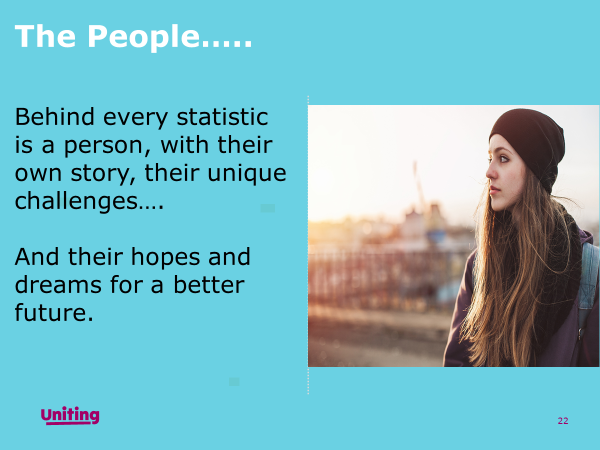 The People.....
Behind every statistic
is a person, with their
own story, their unique
challenges….
And their hopes and
dreams for a better
future.
Uniting
22